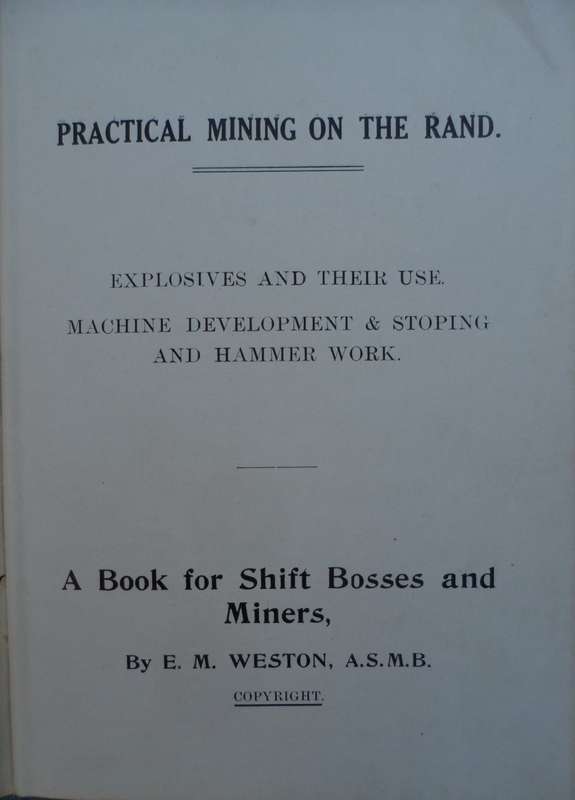 PRACTICAL MINING ON THE RAND.
EXPLOSIVES AND THEIR USE.
MACHINE DEVELOPMENT & STOPING
AND HAMMER WORK.
A Book for Shift Bosses and
Miners,
By E. M. WESTON, A.S.M.B.
COPYRIGHT.